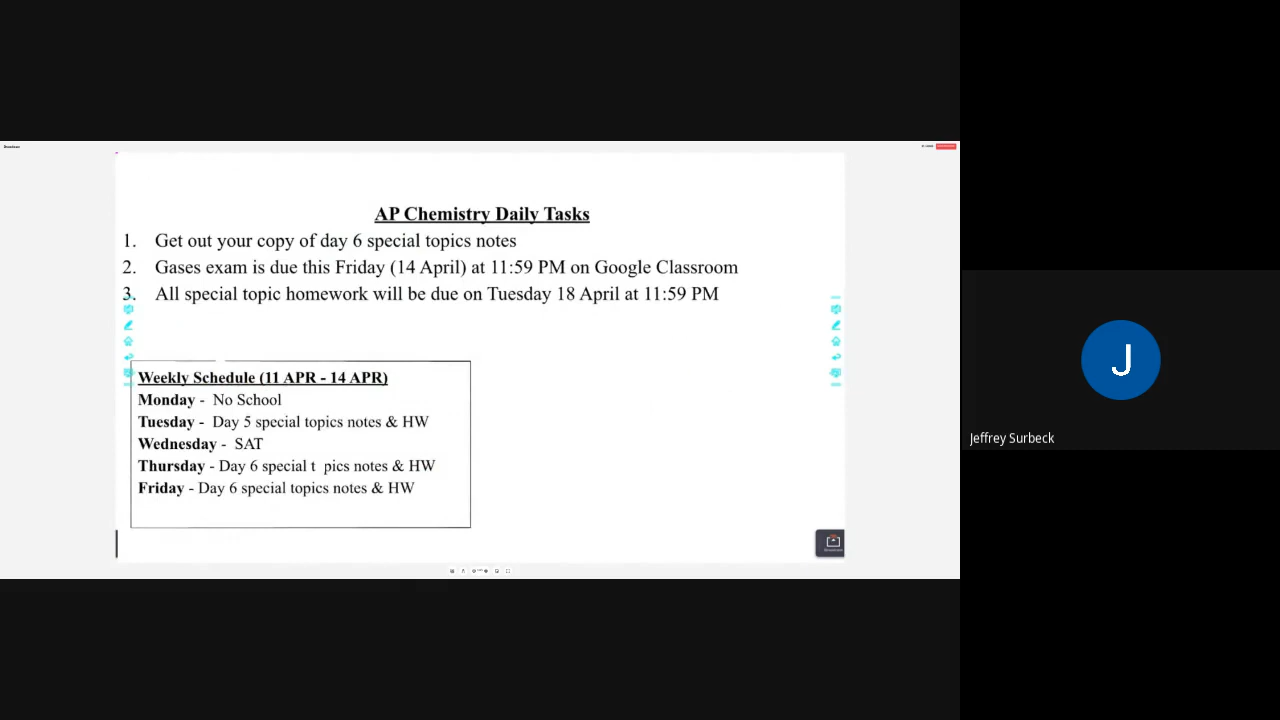 AP Chemistry Daily Tasks
1. Get out your copy of day 6 special topics notes
2. Gases exam is due this Friday (14 April) at 11:59 PM on Google Classroom
3. All special topic homework will be due on Tuesday 18 April at 11:59 PM
Weekly Schedule (11 APR - 14 APR)
Monday - No School
Tuesday - Day 5 special topics notes & HW
Wednesday - SAT
Thursday - Day 6 special t pics notes & HW
Friday - Day 6 special topics notes & HW
J
Jeffrey Surbeck